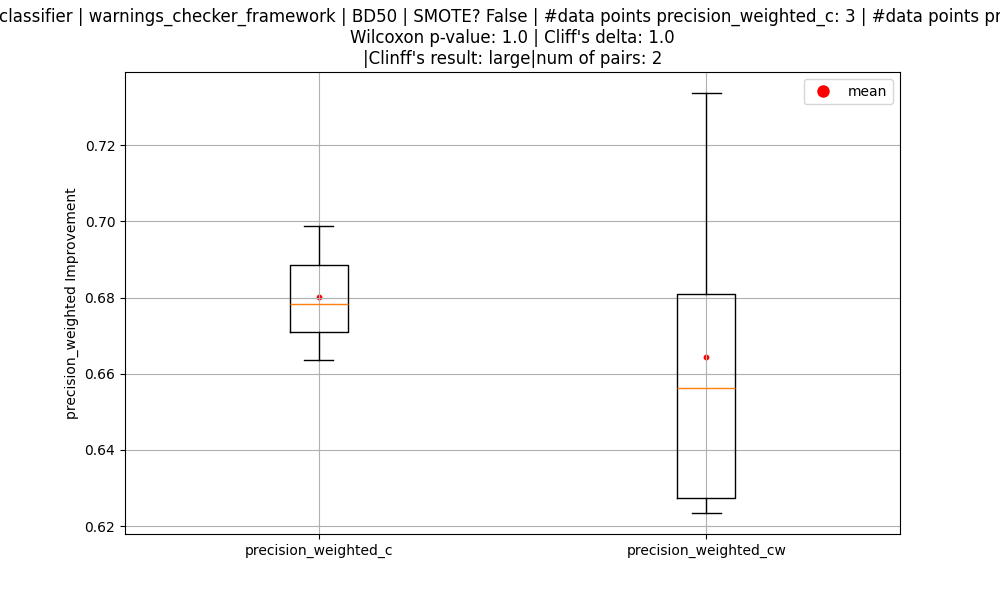 classifier | warnings_checker_framework | BD50 | SMOTE? False | #data points precision_weighted_c: 3 | #data points
Wilcoxon p-value: 1.0 | Cliff's delta: 1.0
|Clinff's result: large|num of pairs: 2
mean
0.72
0.70
0.68
0.66
0.64
0.62
precision_weighted Improvement
precision_weighted_c
precision_weighted_cw